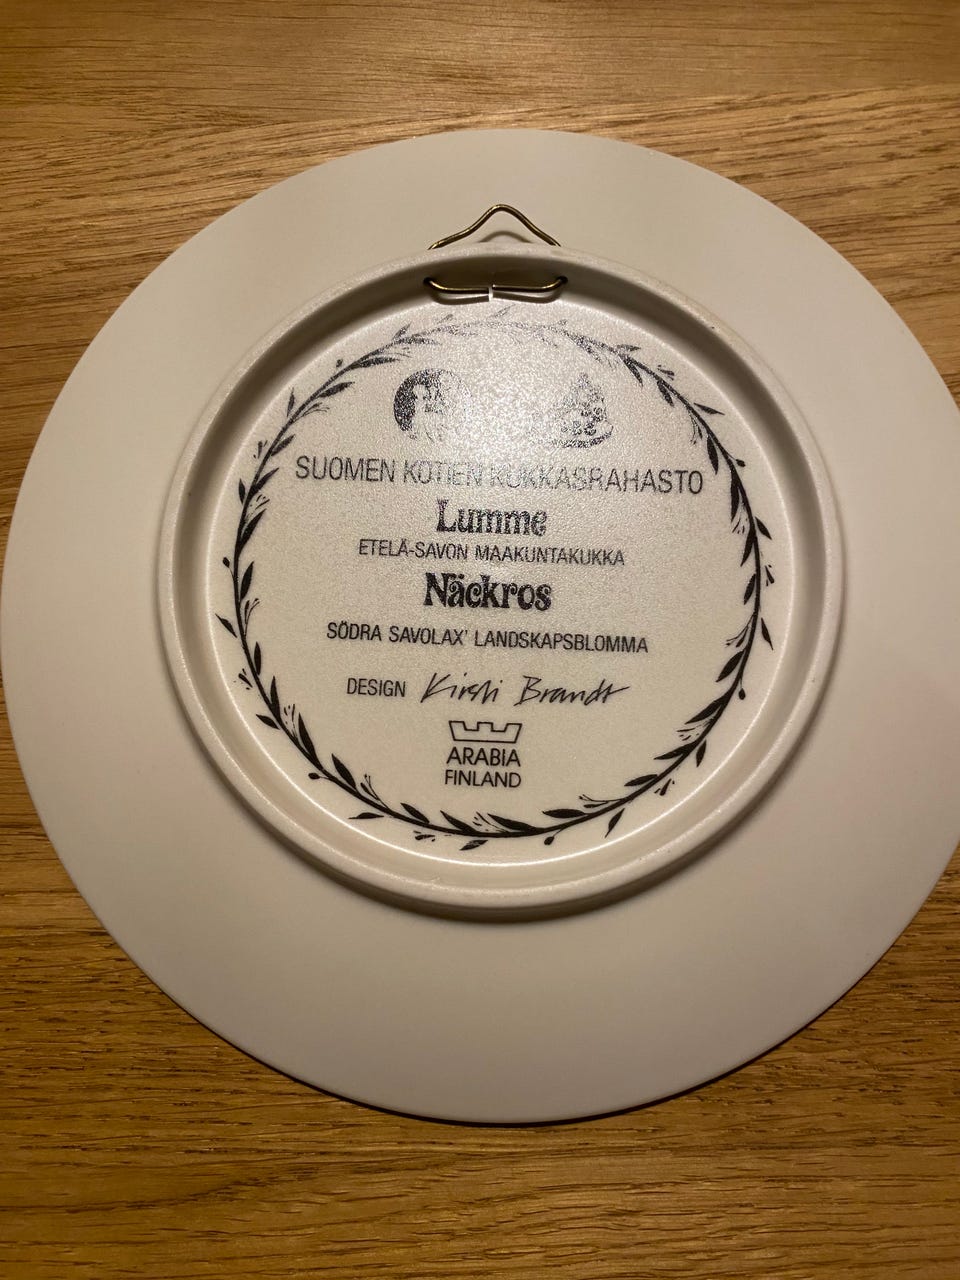 SUOMEN KOTIEN KUKKASRAHASTO
Lumme
ETELÄ-SAVON MAAKUNTAKUKKA
Näckros
SÖDRA SAVOLAX' LANDSKAPSBLOMMA
DESIGN Kirsti Brandt
ARABIA
FINLAND